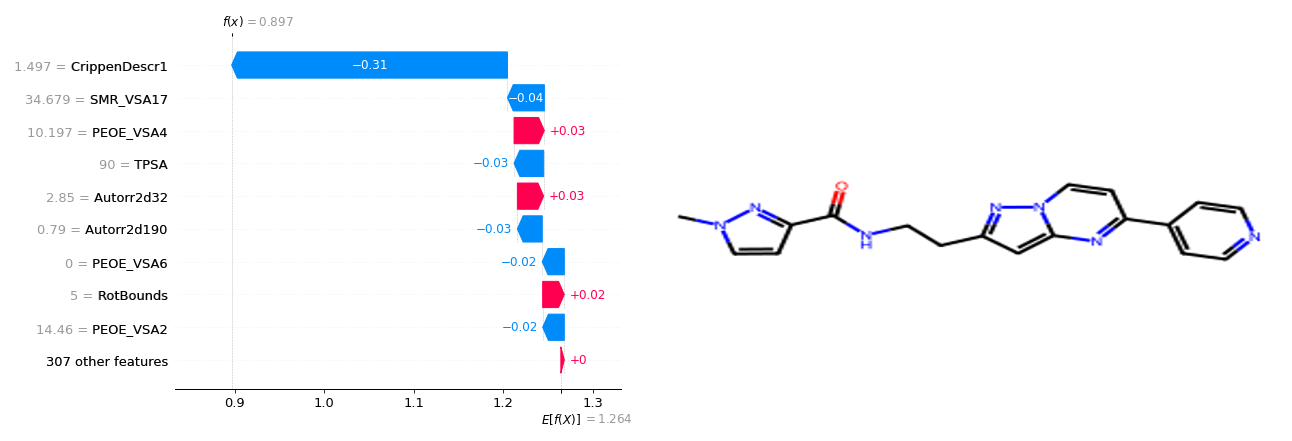 f(x) = 0.897
1.497 = CrippenDescr1
−0.31
34.679 = SMR_VSA17
−0.04
10.197 = PEOE_VSA4
+0.03
90 = TPSA
−0.03
2.85 = Autorr2d32
+0.03
0.79 = Autorr2d190
−0.03
0 = PEOE_VSA6
−0.02
5 = RotBounds
+0.02
14.46 = PEOE_VSA2
−0.02
307 other features
+0
0.9 1.0 1.1 1.2 1.3
E[f(X)] = 1.264
O
N
N
N
H
N
N
N
N